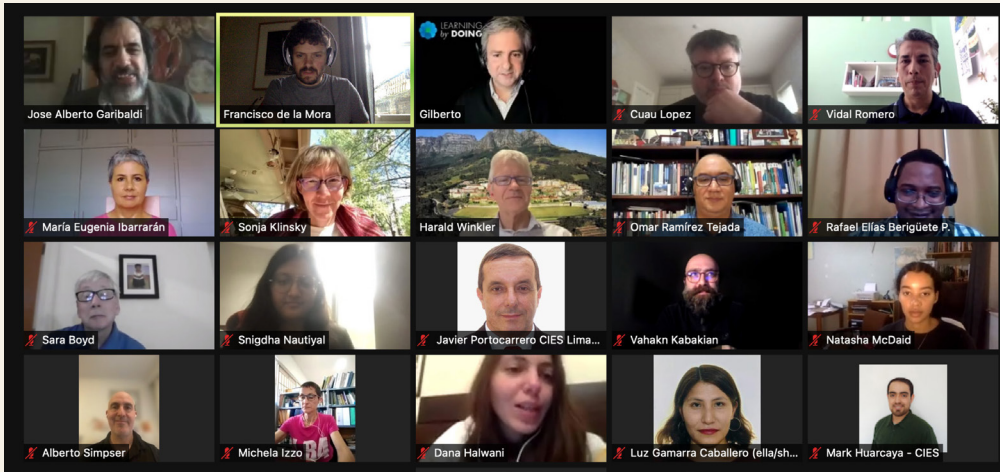 Jose Alberto Garibaldi
Francisco de la Mora
LEARNING
by DOING
Gilberto
Cuau Lopez
Vidal Romero
María Eugenia Ibarrarán
Sonja Klinsky
Harald Winkler
Omar Ramírez Tejada
Rafael Elías Berigüete P.
Sara Boyd
Snigdha Nautiyal
Javier Portocarrero CIES Lima...
Vahakn Kabakian
Natasha McDaid
Alberto Simpser
Michela Izzo
Dana Halwani
Luz Gamarra Caballero (ella/sh...
Mark Huarcaya - CIES